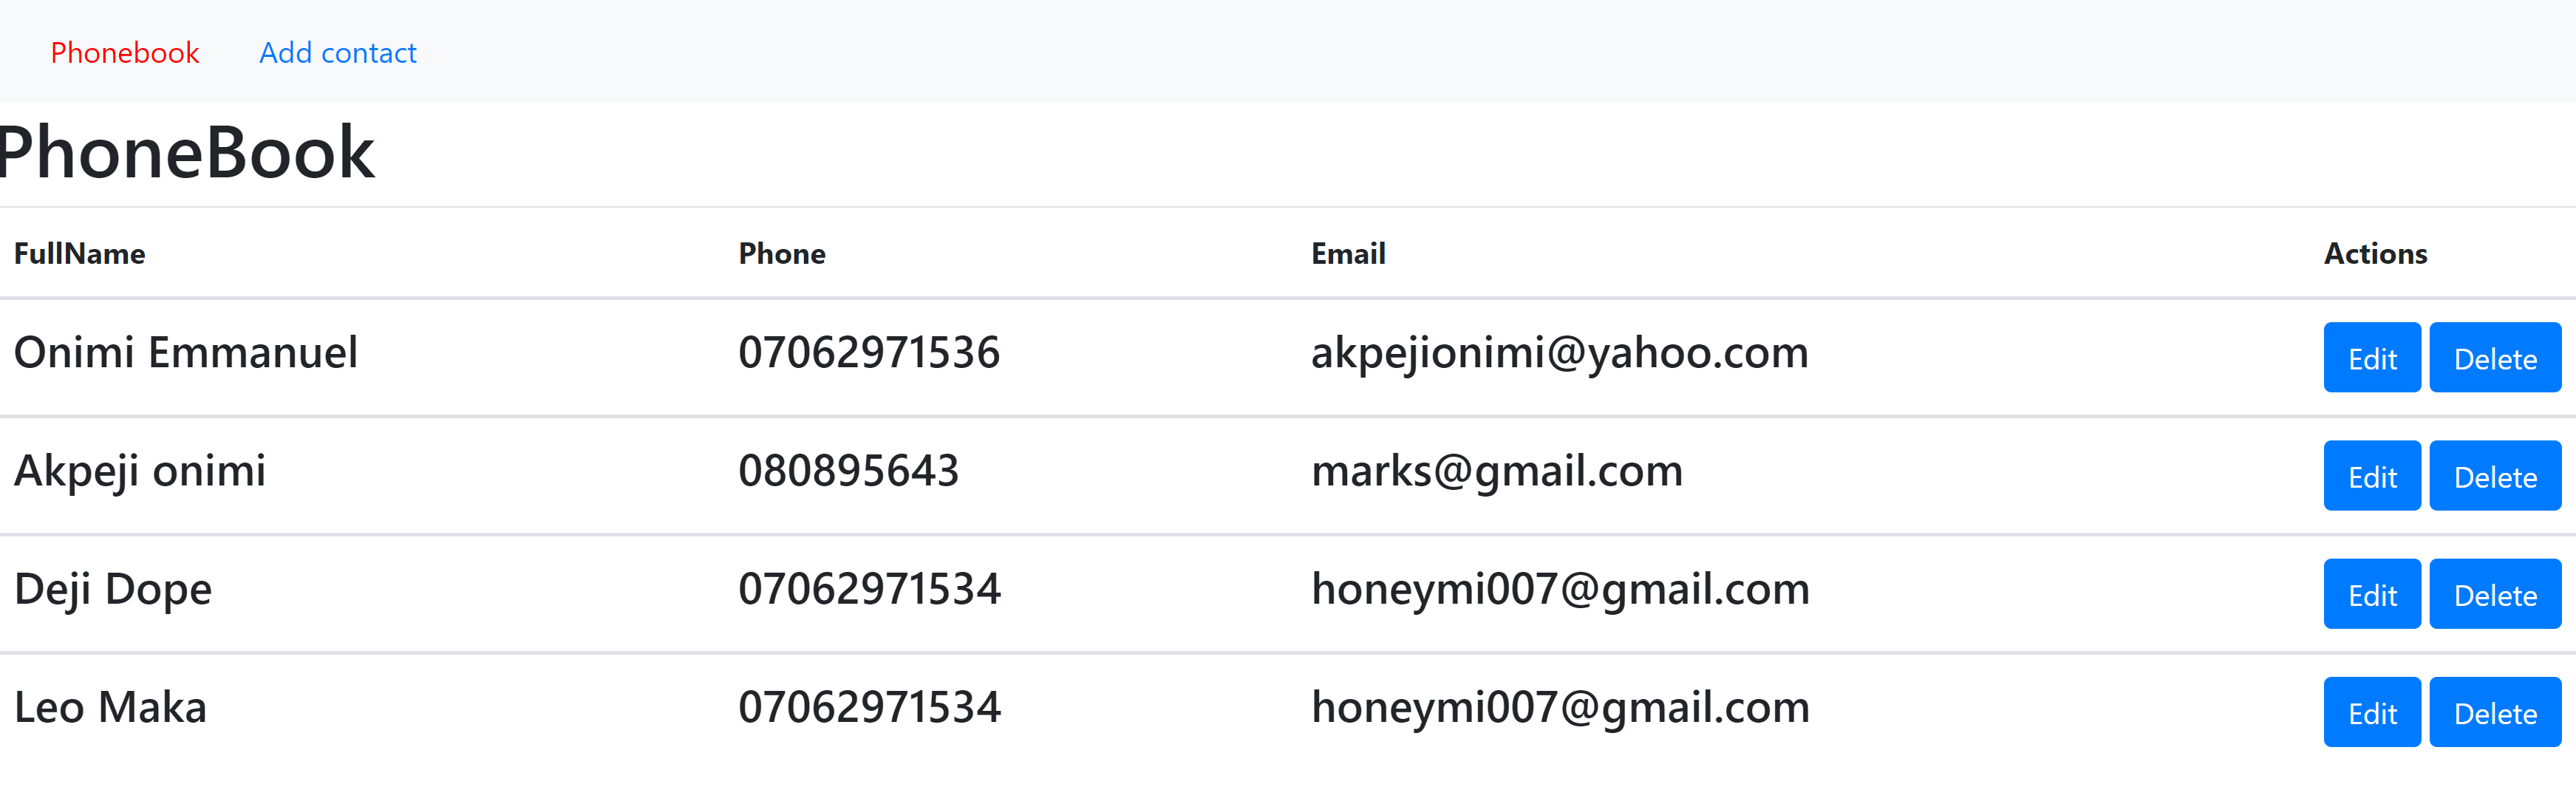 Phonebook Add contact
PhoneBook
FullName Phone Email Actions
Onimi Emmanuel 07062971536 akpejionimi@yahoo.com Edit Delete
Akpeji onimi 080895643 marks@gmail.com Edit Delete
Deji Dope 07062971534 honeymi007@gmail.com Edit Delete
Leo Maka 07062971534 honeymi007@gmail.com Edit Delete